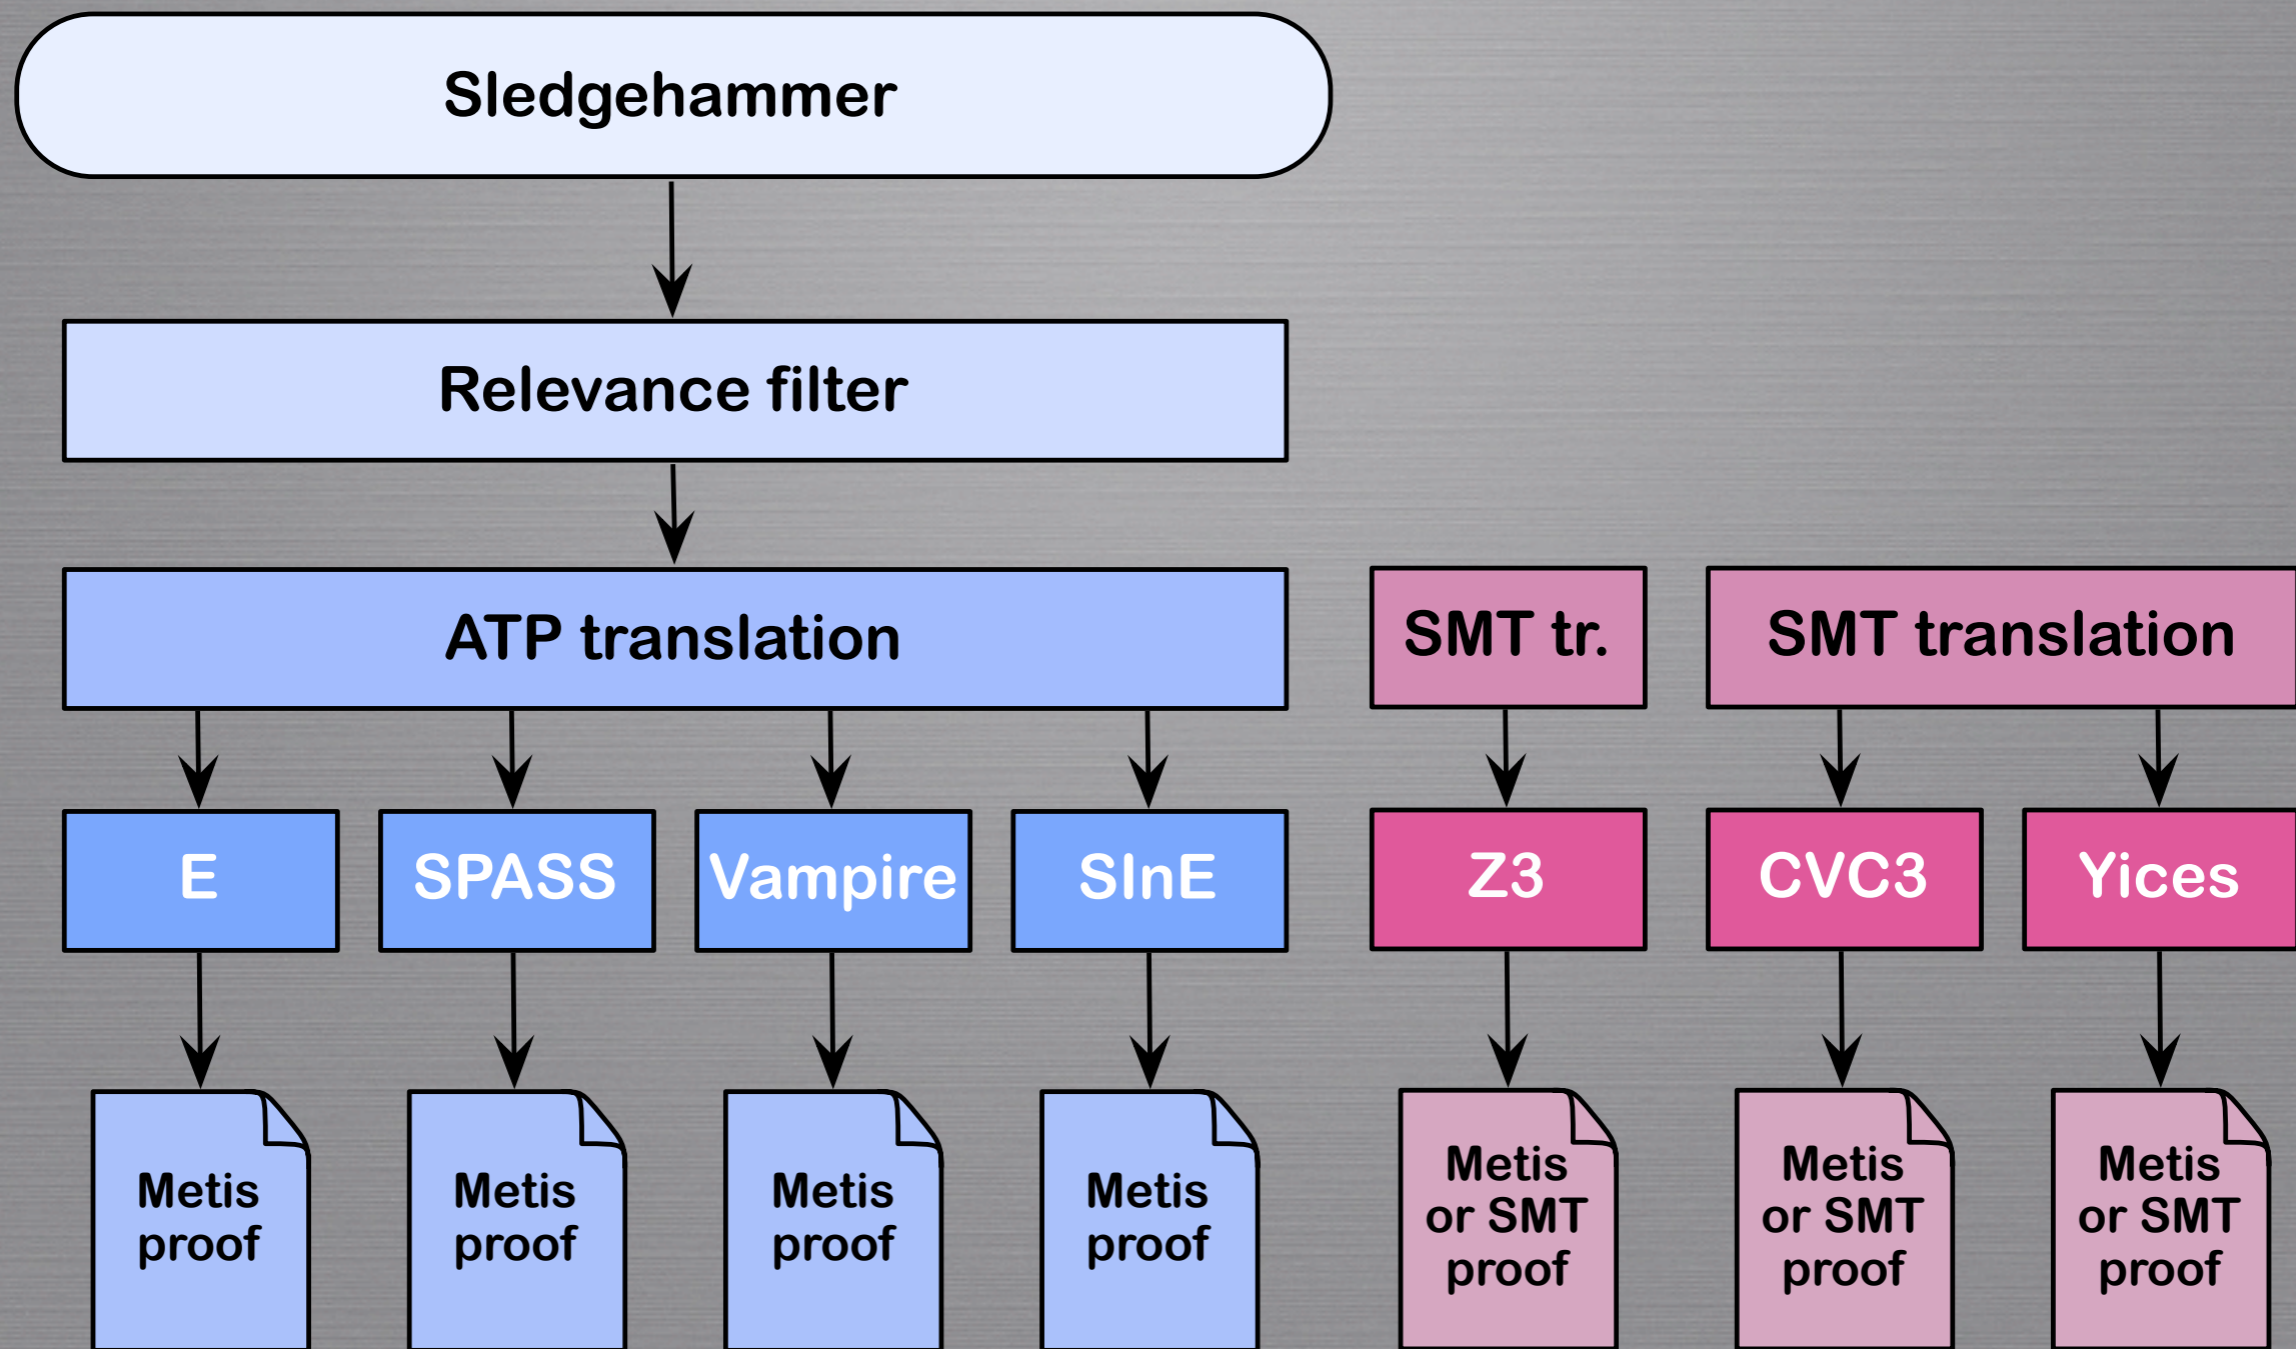 Sledgehammer
Relevance filter
ATP translation
SMT tr.
SMT translation
E
SPASS
Vampire
SInE
Z3
CVC3
Yices
Metis
proof
Metis
proof
Metis
proof
Metis
proof
Metis
or SMT
proof
Metis
or SMT
proof
Metis
or SMT
proof